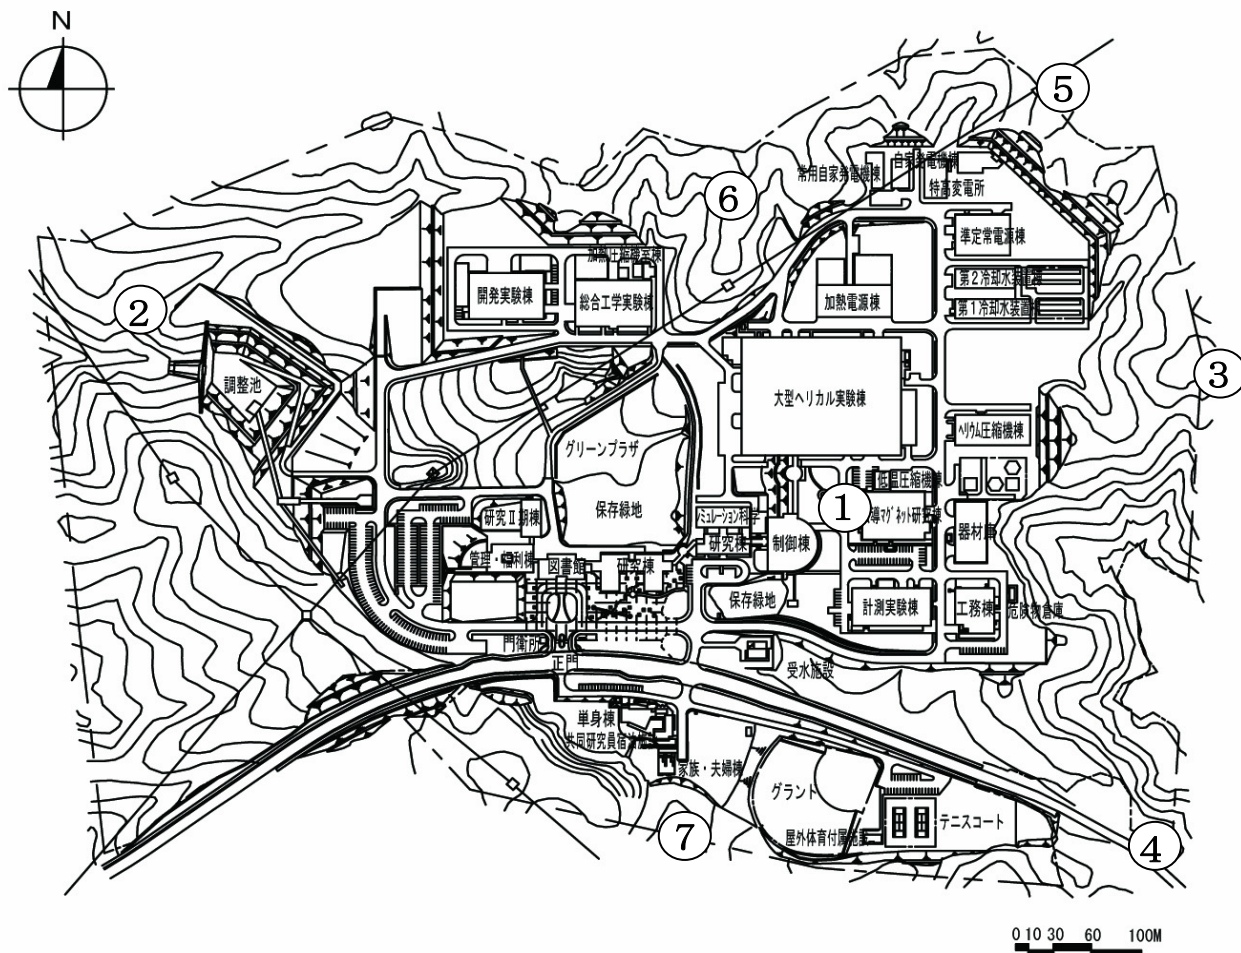 N
⑤
自家発電機棟
常用自家発電機棟
特高変電所
⑥
準定常電源棟
加熱圧縮機室棟
開発実験棟
総合工学実験棟
加熱電源棟
第2冷却水装置棟
第1冷却水装置
②
調整池
③
大型ヘリカル実験棟
ヘリウム圧縮機棟
グリーンプラザ
保存緑地
低温圧縮機棟
①
導マグネット研究棟
研究Ⅱ期棟
ミュレーション科学
研究棟
制御棟
器材庫
管理・福利棟
図書館
研究棟
保存緑地
計測実験棟
工務棟
危険物倉庫
門衛所
正門
受水施設
単身棟
共同研究員宿泊施設
家族・夫婦棟
グラント
テニスコート
屋外体育付属施設
⑦
④
0 10 30 60 100M